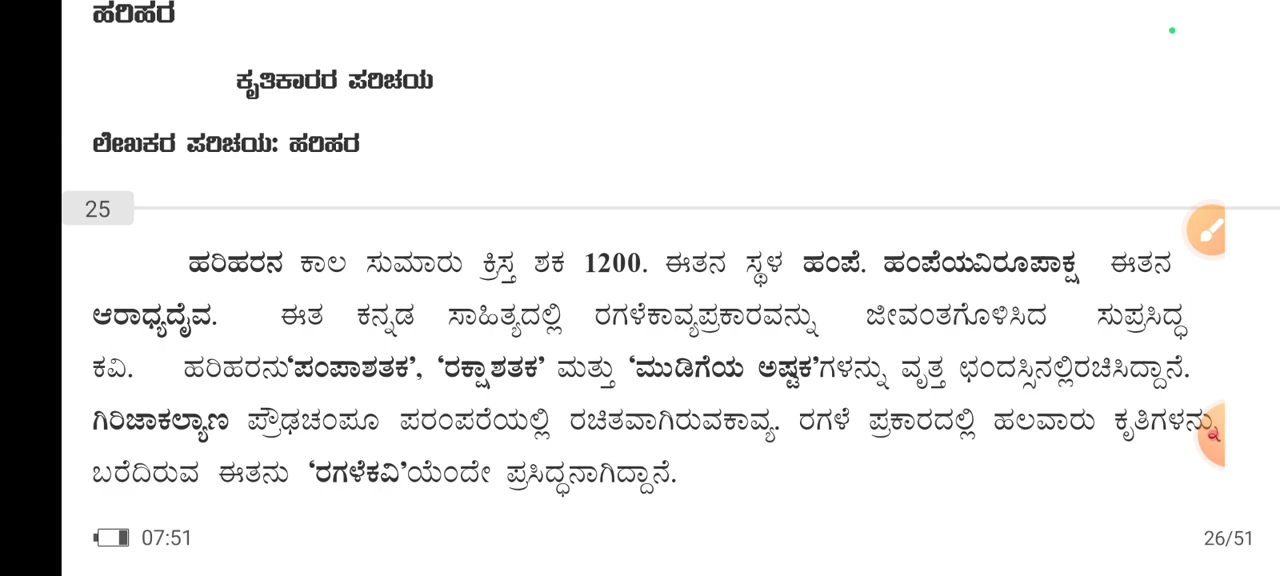 ಹರಿಹರ
ಕೃತಿಕಾರರ ಪರಿಚಯ
ಲೇಖಕರ ಪರಿಚಯ: ಹರಿಹರ
25
ಹರಿಹರನ ಕಾಲ ಸುಮಾರು ಕ್ರಿಸ್ತ ಶಕ 1200. ಈತನ ಸ್ಥಳ ಹಂಪೆ. ಹಂಪೆಯವಿರೂಪಾಕ್ಷ ಈತನ
ಆರಾಧ್ಯದೈವ. ಈತ ಕನ್ನಡ ಸಾಹಿತ್ಯದಲ್ಲಿ ರಗಳೆಕಾವ್ಯಪ್ರಕಾರವನ್ನು ಜೀವಂತಗೊಳಿಸಿದ ಸುಪ್ರಸಿದ್ಧ
ಕವಿ. ಹರಿಹರನು‘ಪಂಪಾಶತಕ’, ‘ರಕ್ಷಾಶತಕ’ ಮತ್ತು ‘ಮುಡಿಗೆಯ ಅಷ್ಟಕ’ಗಳನ್ನು ವೃತ್ತ ಛಂದಸ್ಸಿನಲ್ಲಿರಚಿಸಿದ್ದಾನೆ.
ಗಿರಿಜಾಕಲ್ಯಾಣ ಪ್ರೌಢಚಂಪೂ ಪರಂಪರೆಯಲ್ಲಿ ರಚಿತವಾಗಿರುವಕಾವ್ಯ. ರಗಳೆ ಪ್ರಕಾರದಲ್ಲಿ ಹಲವಾರು ಕೃತಿಗಳನ್ನು
ಬರೆದಿರುವ ಈತನು ‘ರಗಳೆಕವಿ’ಯೆಂದೇ ಪ್ರಸಿದ್ಧನಾಗಿದ್ದಾನೆ.
07:51 26/51